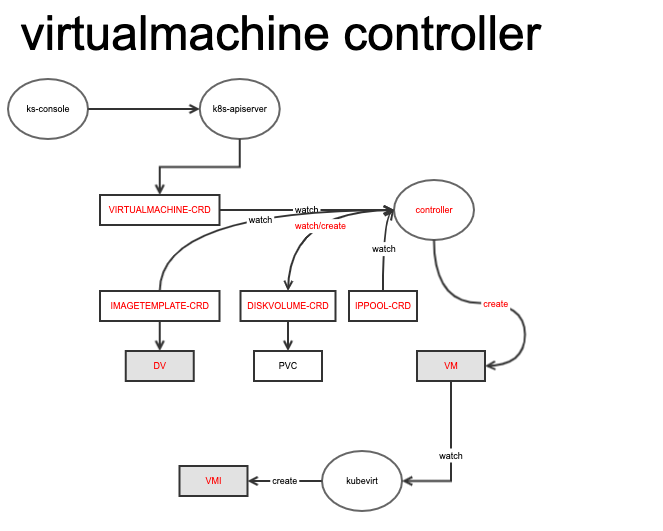 virtualmachine controller
ks-console
k8s-apiserver
VIRTUALMACHINE-CRD
watch
controller
watch
watch/create
watch
IMAGETEMPLATE-CRD
DISKVOLUME-CRD
IPPOOL-CRD
create
DV
PVC
VM
watch
VMI
create
kubevirt